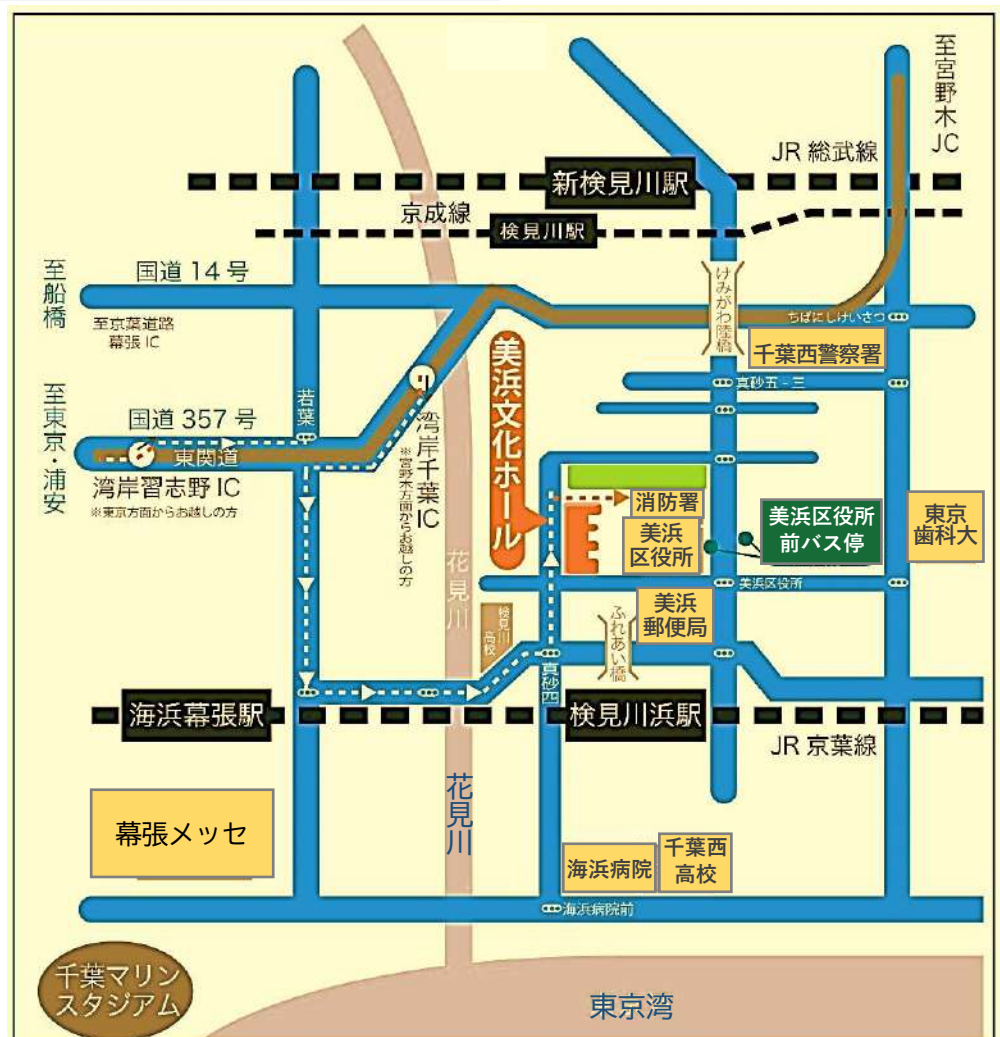 至宮野木JC
JR 総武線
新検見川駅
京成線
検見川駅
至船橋
国道 14 号
至京葉道路
幕張 IC
けみがわ陸橋
ちばにしけいさつ
千葉西警察署
真砂五 - 三
至東京・浦安
国道 357 号
若葉
東関道
湾岸習志野 IC
※東京方面からお越しの方
湾岸千葉IC
※宮野木方面からお越しの方
美浜文化ホール
消防署
美浜
区役所
美浜区役所
前バス停
東京
歯科大
美浜区役所
美浜
郵便局
花見川
検見川
高校
ふれあい橋
真砂四
海浜幕張駅
検見川浜駅
JR 京葉線
幕張メッセ
花見川
海浜病院
千葉西
高校
海浜病院前
千葉マリン
スタジアム
東京湾